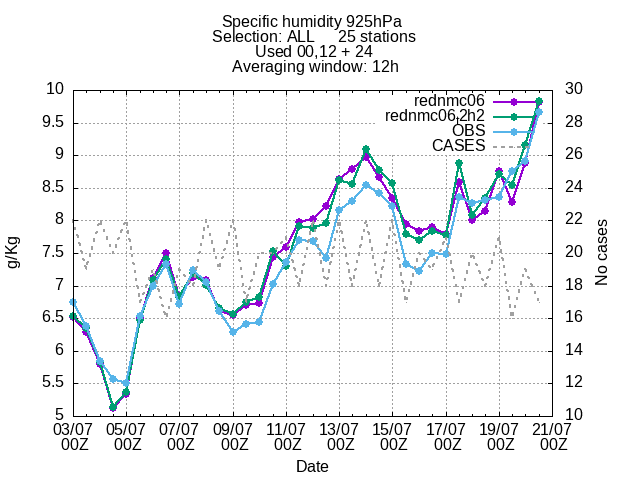 Specific humidity 925hPa
Selection: ALL 25 stations
Used 00,12 + 24
Averaging window: 12h
rednmc06
rednmc06,2h2
OBS
CASES
10
9.5
9
8.5
8
7.5
7
6.5
6
5.5
5
30
28
26
24
22
20
18
16
14
12
10
g/Kg
No cases
03/07 05/07 07/07 09/07 11/07 13/07 15/07 17/07 19/07 21/07
00Z 00Z 00Z 00Z 00Z 00Z 00Z 00Z 00Z 00Z
Date